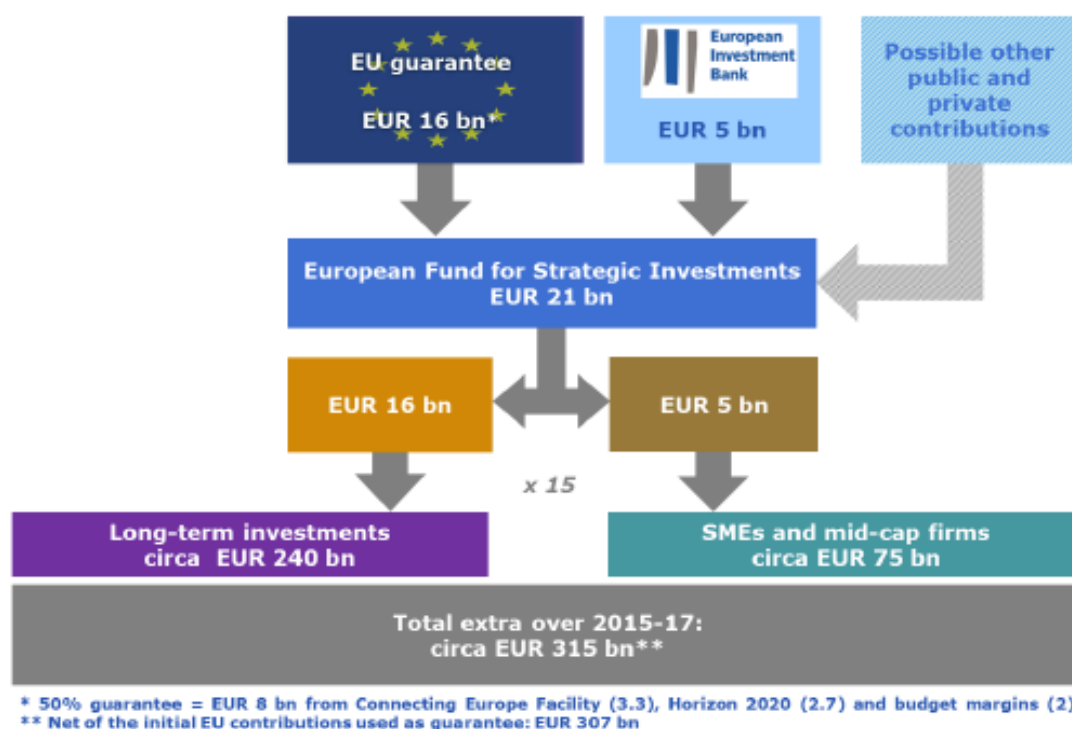 EU guarantee
EUR 16 bn*
European
Investment
Bank
EUR 5 bn
Possible other
public and
private
contributions
European Fund for Strategic Investments
EUR 21 bn
EUR 16 bn
EUR 5 bn
x 15
Long-term investments
circa EUR 240 bn
SMEs and mid-cap firms
circa EUR 75 bn
Total extra over 2015-17:
circa EUR 315 bn**
* 50% guarantee = EUR 8 bn from Connecting Europe Facility (3.3), Horizon 2020 (2.7) and budget margins (2)
** Net of the initial EU contributions used as guarantee: EUR 307 bn